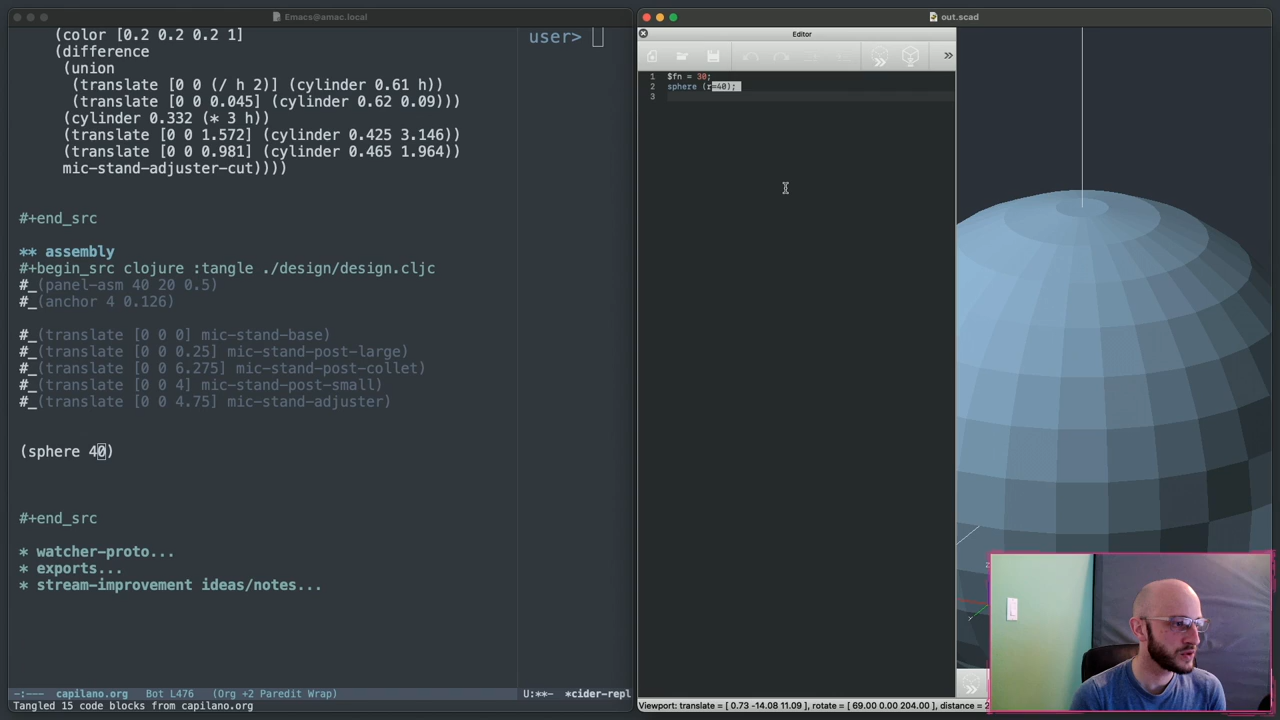 Emacs@amac.local
(color [0.2 0.2 0.2 1]
(difference
(union
(translate [0 0 (/ h 2)] (cylinder 0.61 h))
(translate [0 0 0.045] (cylinder 0.62 0.09)))
(cylinder 0.332 (* 3 h))
(translate [0 0 1.572] (cylinder 0.425 3.146))
(translate [0 0 0.981] (cylinder 0.465 1.964))
mic-stand-adjuster-cut))))
#+end_src
** assembly
#+begin_src clojure :tangle ./design/design.cljc
#_(panel-asm 40 20 0.5)
#_(anchor 4 0.126)
#_(translate [0 0 0] mic-stand-base)
#_(translate [0 0 0.25] mic-stand-post-large)
#_(translate [0 0 6.275] mic-stand-post-collet)
#_(translate [0 0 4] mic-stand-post-small)
#_(translate [0 0 4.75] mic-stand-adjuster)
(sphere 40)
#+end_src
* watcher-proto...
* exports...
* stream-improvement ideas/notes...
-:--- capilano.org Bot L476 (Org +2 Paredit Wrap)
Tangled 15 code blocks from capilano.org
user>
U:**- *cider-repl
out.scad
Editor
»
1 $fn = 30;
2 sphere (r=40);
3
Viewport: translate = [ 0.73 -14.08 11.09 ], rotate = [ 69.00 0.00 204.00 ], distance = 2